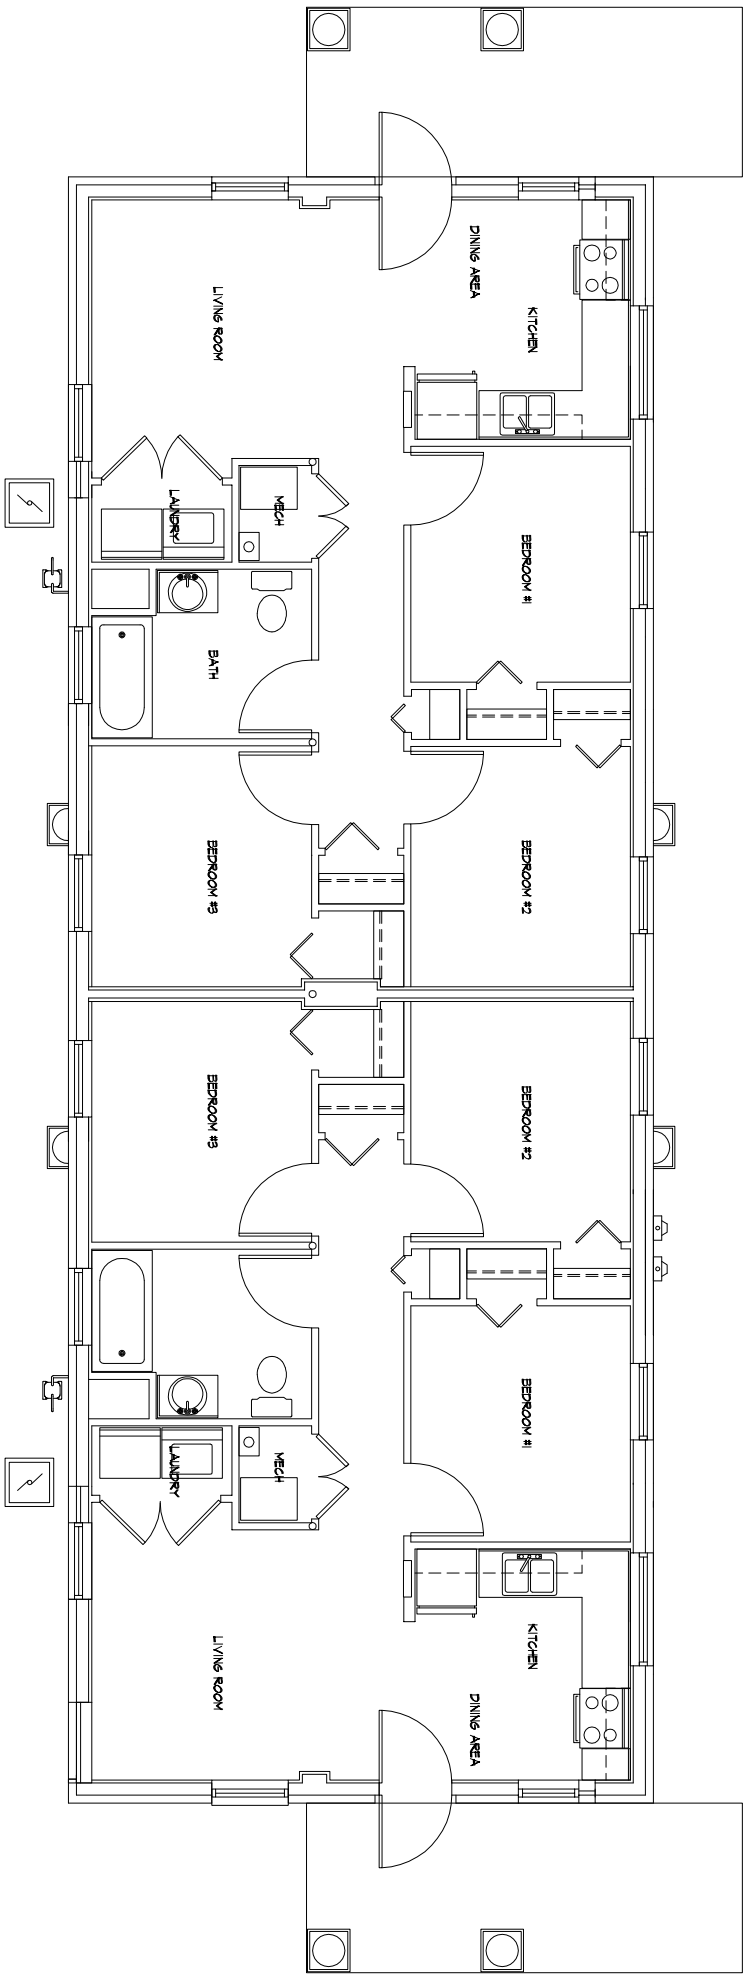 DINING AREA
LIVING ROOM
KITCHEN
LAUNDRY
MECH
BEDROOM #1
BATH
BEDROOM #3
BEDROOM #2
BEDROOM #3
BEDROOM #2
BEDROOM #1
LAUNDRY
MECH
KITCHEN
LIVING ROOM
DINING AREA